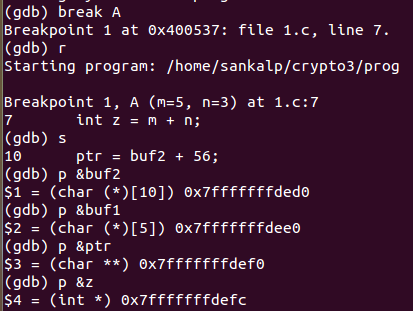 (gdb) break A
Breakpoint 1 at 0x400537: file 1.c, line 7.
(gdb) r
Starting program: /home/sankalp/crypto3/prog
Breakpoint 1, A (m=5, n=3) at 1.c:7
7       int z = m + n;
(gdb) s
10      ptr = buf2 + 56;
(gdb) p &buf2
$1 = (char (*)[10]) 0x7fffffffded0
(gdb) p &buf1
$2 = (char (*)[5]) 0x7fffffffdee0
(gdb) p &ptr
$3 = (char **) 0x7fffffffdef0
(gdb) p &z
$4 = (int *) 0x7fffffffdefc